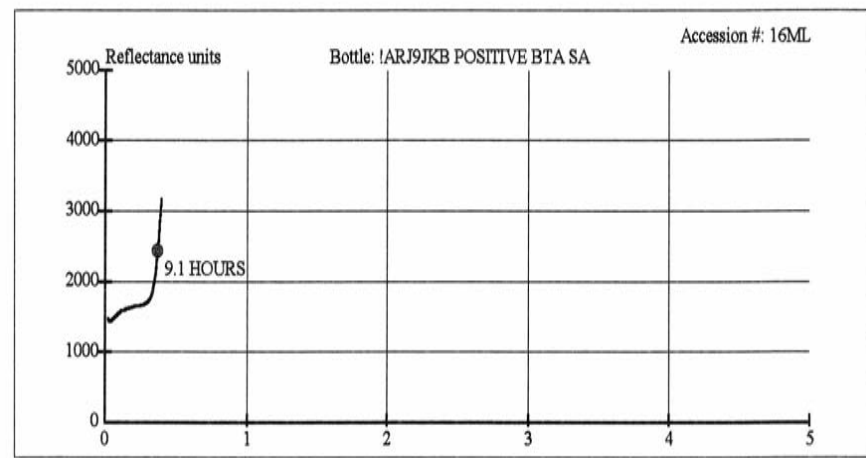 Accession #: 16ML
Reflectance units
Bottle: !ARJ9JKB POSITIVE BTA SA
5000
4000
3000
2000
1000
0
9.1 HOURS
0 1 2 3 4 5